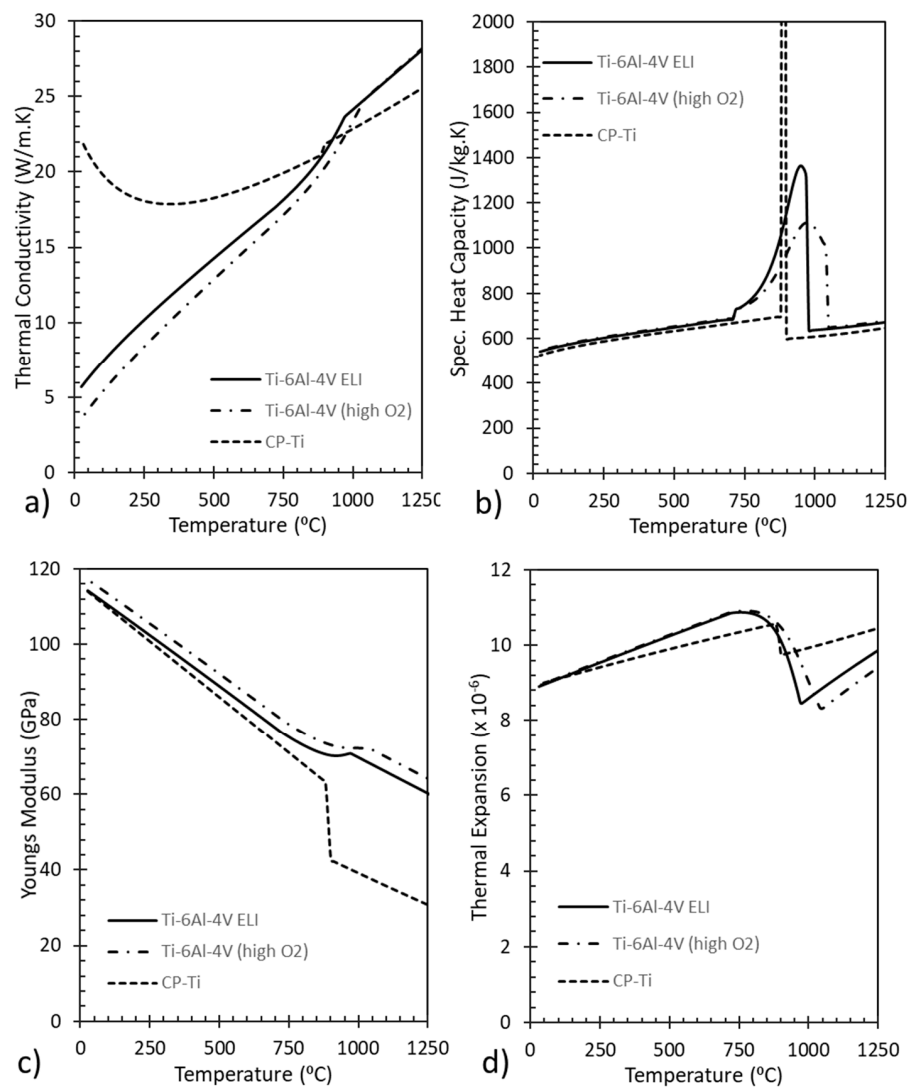 Thermal Conductivity (W/m.K)
30
25
20
15
10
5
0
Ti-6Al-4V ELI
Ti-6Al-4V (high O2)
CP-Ti
0 250 500 750 1000 1250
Temperature (⁰C)
a)
Spec. Heat Capacity (J/kg.K)
2000
1800
1600
1400
1200
1000
800
600
400
200
0
Ti-6Al-4V ELI
Ti-6Al-4V (high O2)
CP-Ti
0 250 500 750 1000 1250
Temperature (⁰C)
b)
Youngs Modulus (GPa)
120
100
80
60
40
20
0
Ti-6Al-4V ELI
Ti-6Al-4V (high O2)
CP-Ti
0 250 500 750 1000 1250
Temperature (⁰C)
c)
Thermal Expansion (x 10⁻⁶)
12
10
8
6
4
2
0
Ti-6Al-4V ELI
Ti-6Al-4V (high O2)
CP-Ti
0 250 500 750 1000 1250
Temperature (⁰C)
d)